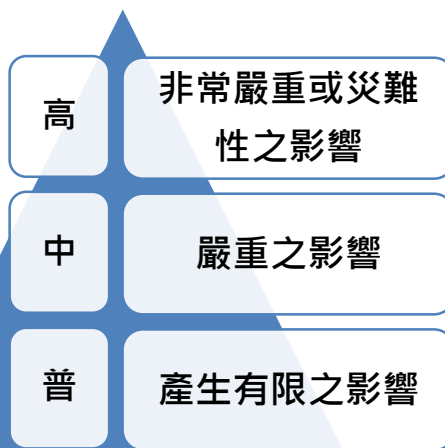 高
非常嚴重或災難
性之影響
中
嚴重之影響
普
產生有限之影響